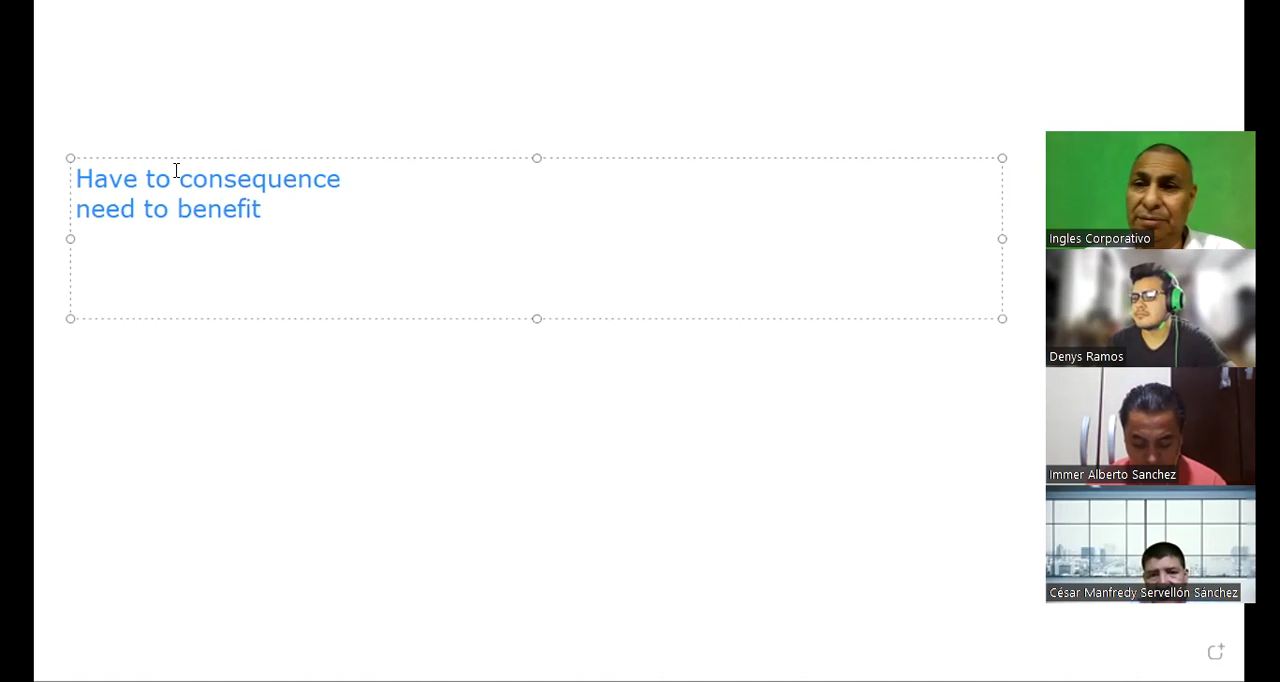 Have to consequence
need to benefit
Ingles Corporativo
Denys Ramos
Immer Alberto Sanchez
César Manfredy Servellón Sánchez